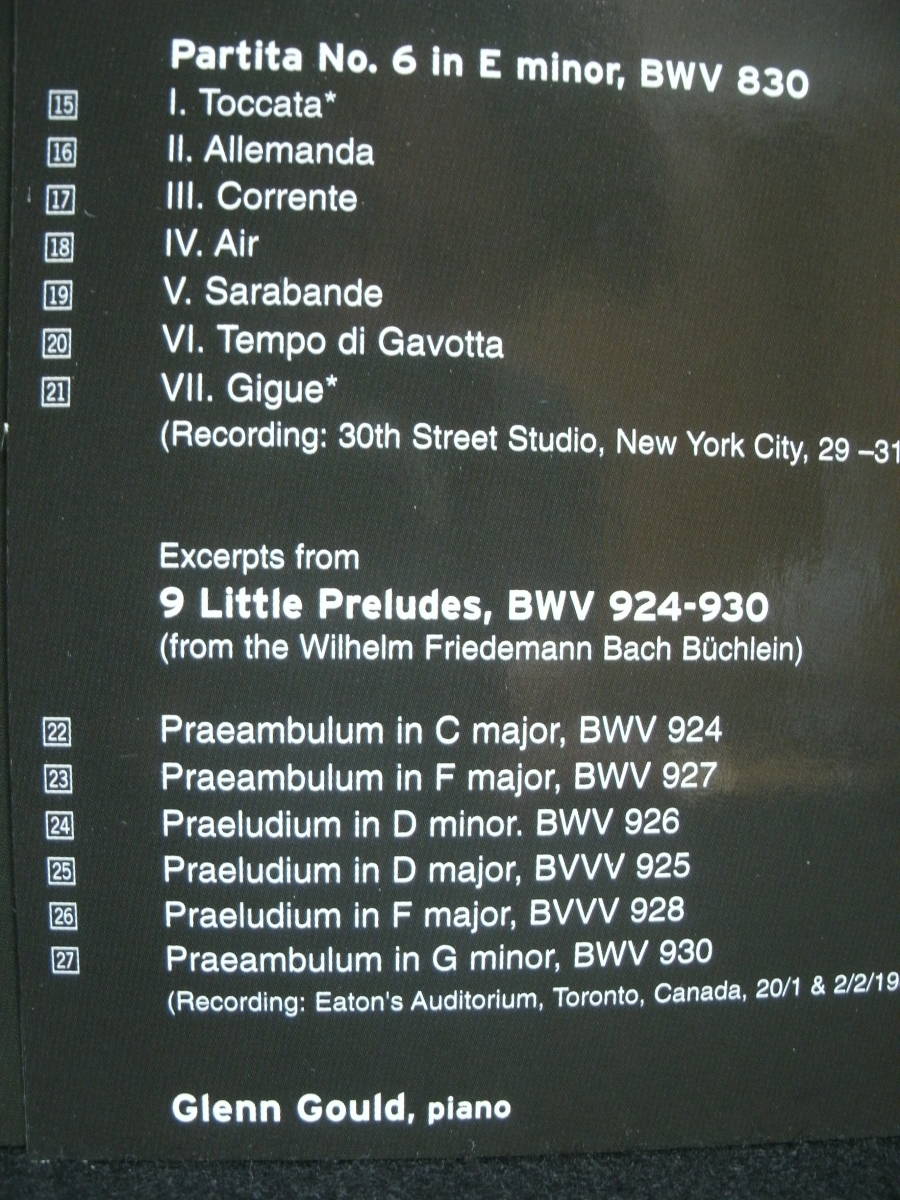 Partita No. 6 in E minor, BWV 830
15 I. Toccata*
16 II. Allemanda
17 III. Corrente
18 IV. Air
19 V. Sarabande
20 VI. Tempo di Gavotta
21 VII. Gigue*
(Recording: 30th Street Studio, New York City, 29 –31
Excerpts from
9 Little Preludes, BWV 924-930
(from the Wilhelm Friedemann Bach Büchlein)
22 Praeambulum in C major, BWV 924
23 Praeambulum in F major, BWV 927
24 Praeludium in D minor. BWV 926
25 Praeludium in D major, BVVV 925
26 Praeludium in F major, BVVV 928
27 Praeambulum in G minor, BWV 930
(Recording: Eaton's Auditorium, Toronto, Canada, 20/1 & 2/2/19
Glenn Gould, piano